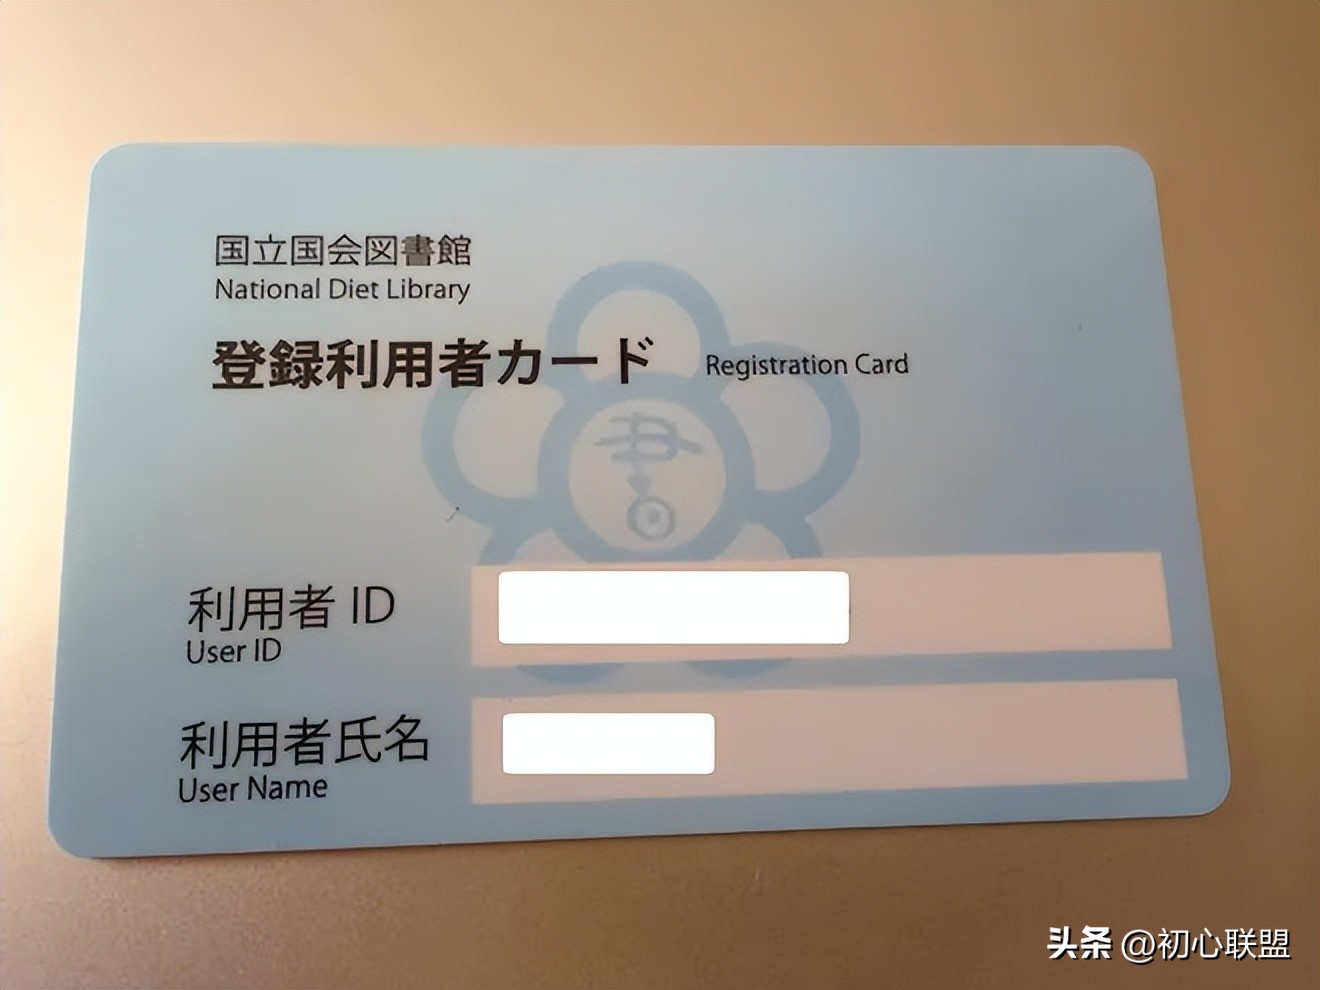 国立国会図書館
National Diet Library
登録利用者カード Registration Card
利用者 ID
User ID
利用者氏名
User Name
头条 @初心联盟